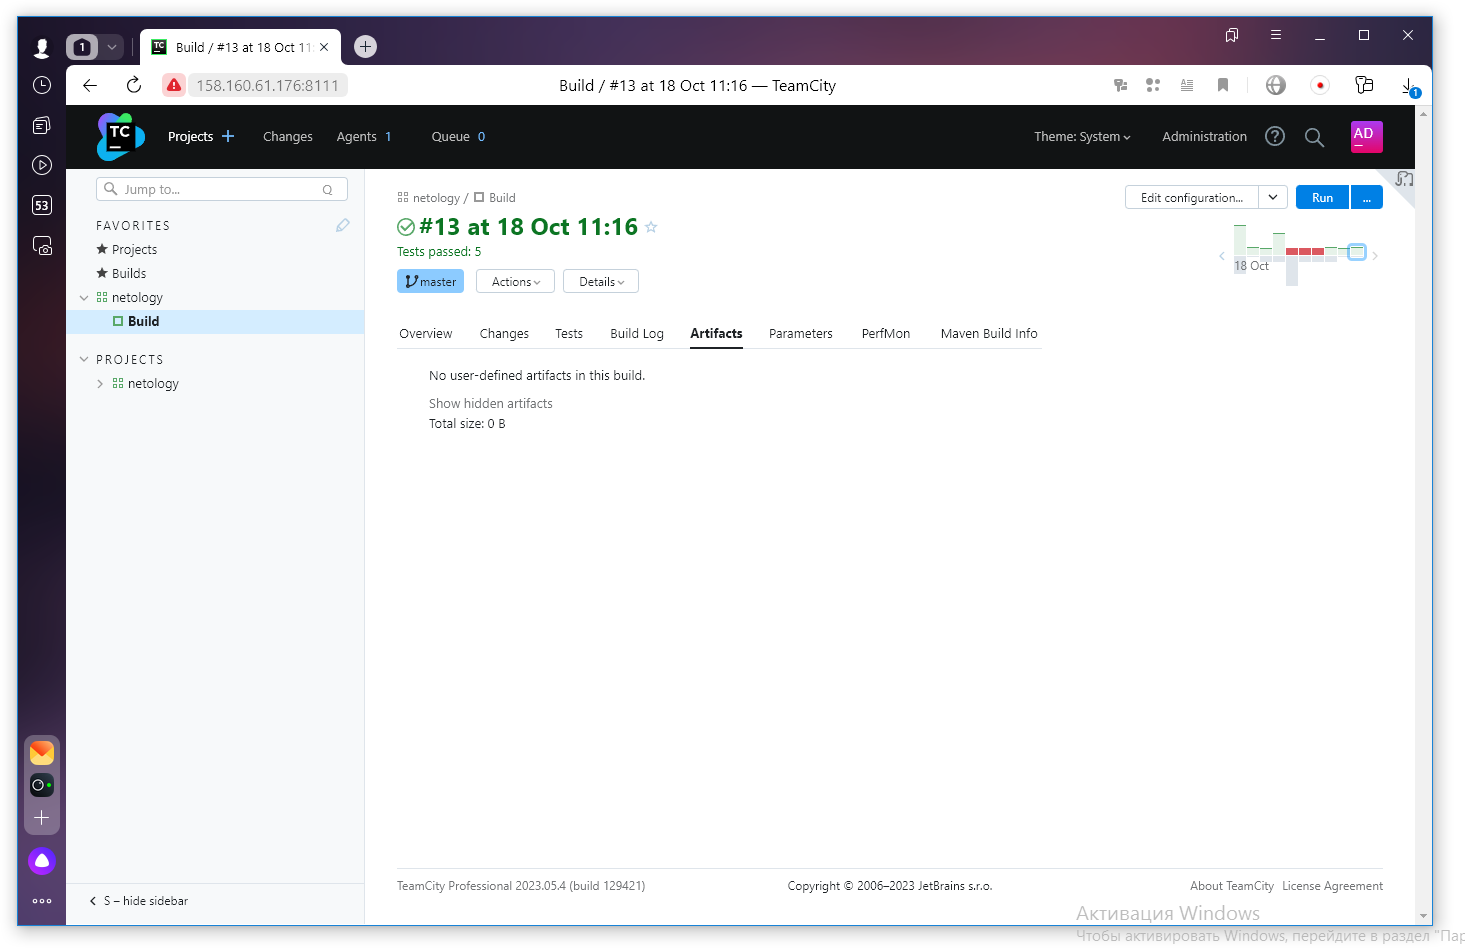 1
TC
Build / #13 at 18 Oct 11:1
158.160.61.176:8111
Build / #13 at 18 Oct 11:16 — TeamCity
1
53
TC
Projects
Changes
Agents 1
Queue 0
Theme: System
Administration
AD
Jump to...
Q
FAVORITES
Projects
Builds
netology
Build
PROJECTS
netology
netology / Build
Edit configuration...
Run
...
#13 at 18 Oct 11:16
Tests passed: 5
18 Oct
master
Actions
Details
Overview
Changes
Tests
Build Log
Artifacts
Parameters
PerfMon
Maven Build Info
No user-defined artifacts in this build.
Show hidden artifacts
Total size: 0 B
TeamCity Professional 2023.05.4 (build 129421)
Copyright © 2006–2023 JetBrains s.r.o.
About TeamCity
License Agreement
S – hide sidebar
Активация Windows
Чтобы активировать Windows, перейдите в раздел "Пар